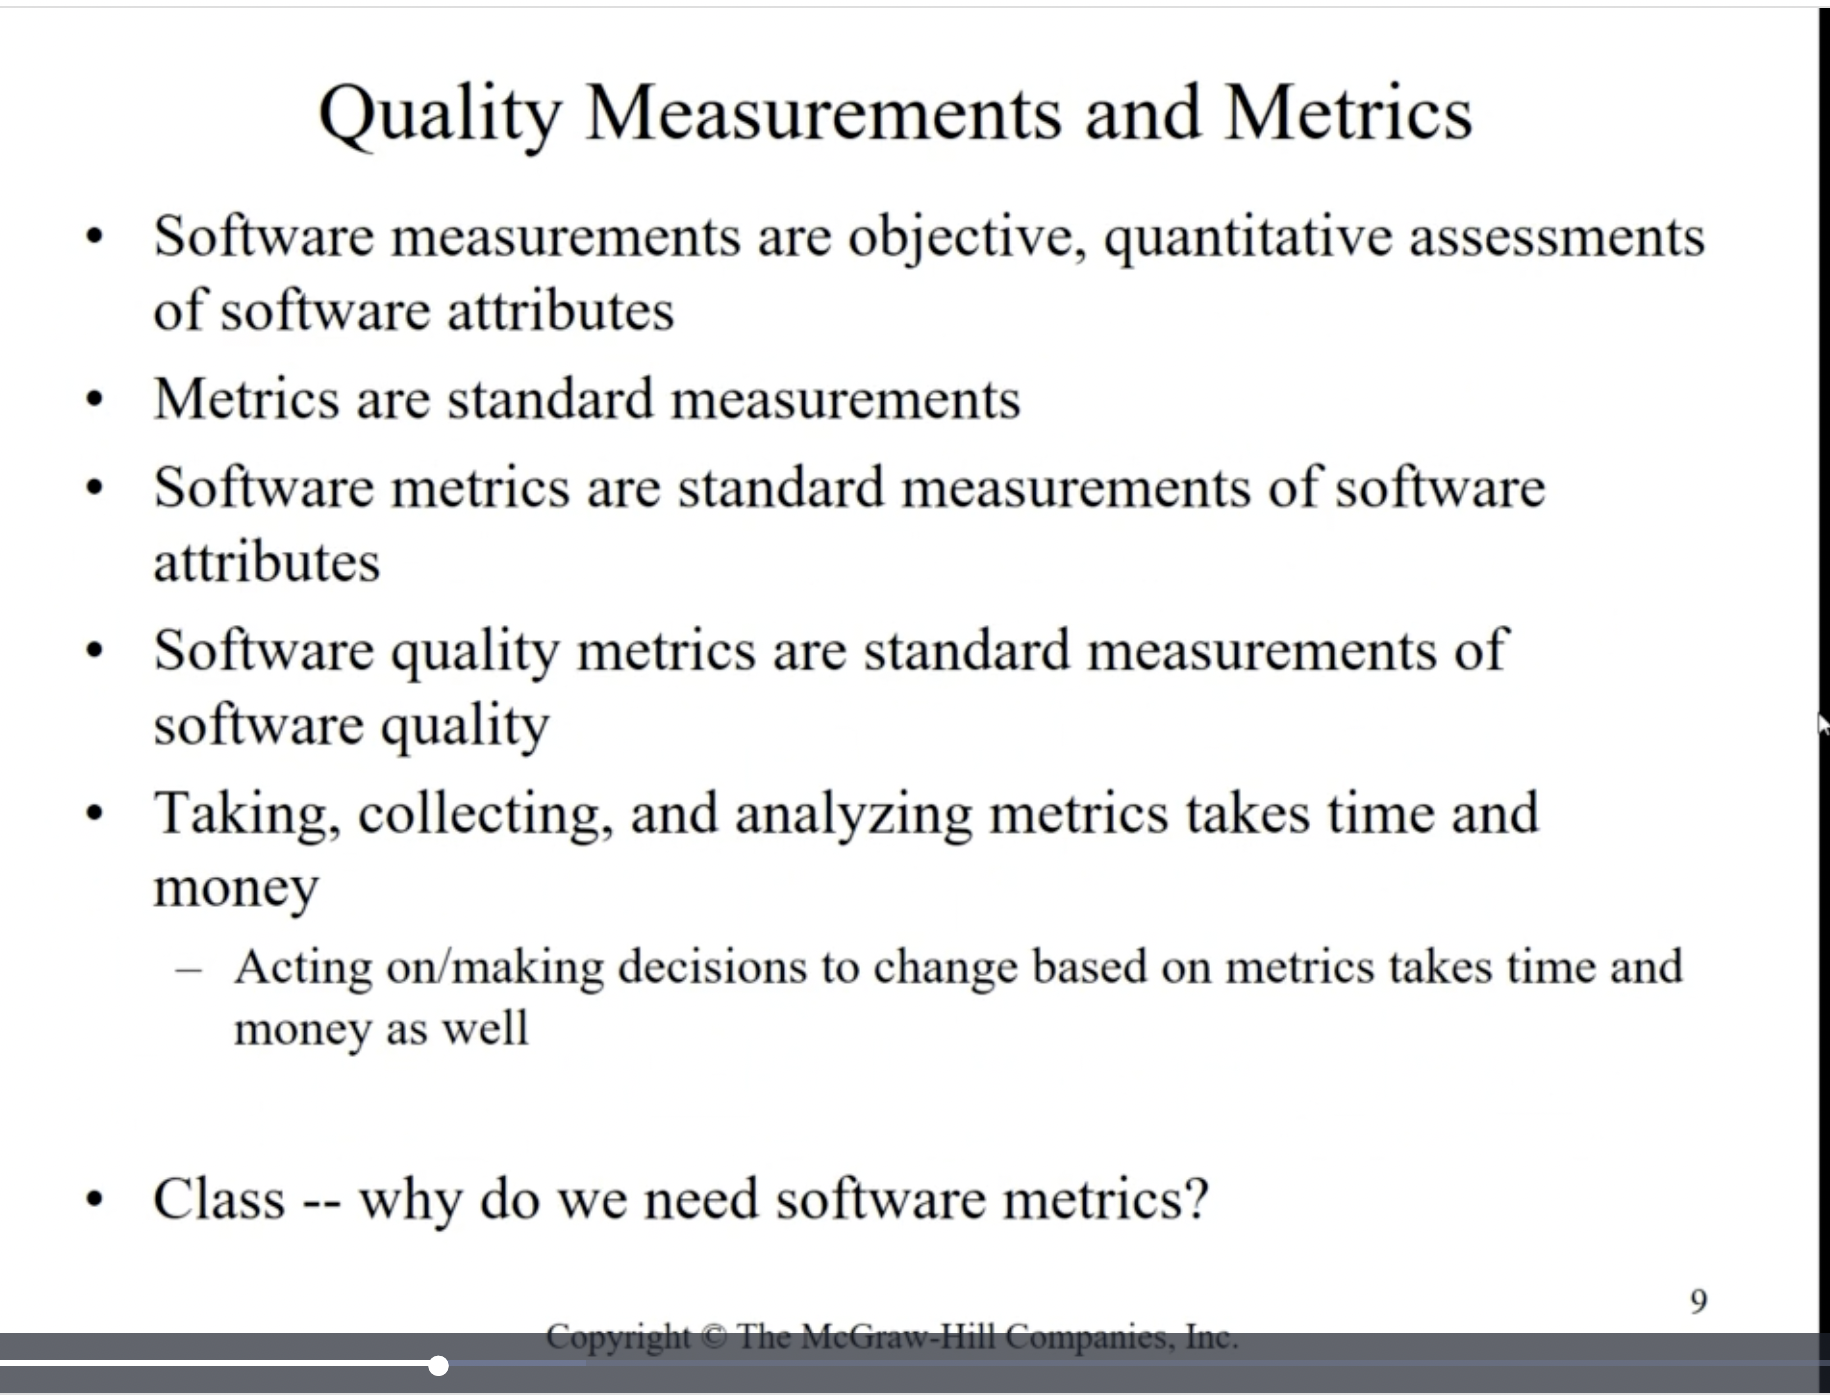 Quality Measurements and Metrics
• Software measurements are objective, quantitative assessments
of software attributes
• Metrics are standard measurements
• Software metrics are standard measurements of software
attributes
• Software quality metrics are standard measurements of
software quality
• Taking, collecting, and analyzing metrics takes time and
money
– Acting on/making decisions to change based on metrics takes time and
money as well
• Class -- why do we need software metrics?
9
Copyright © The McGraw-Hill Companies, Inc.